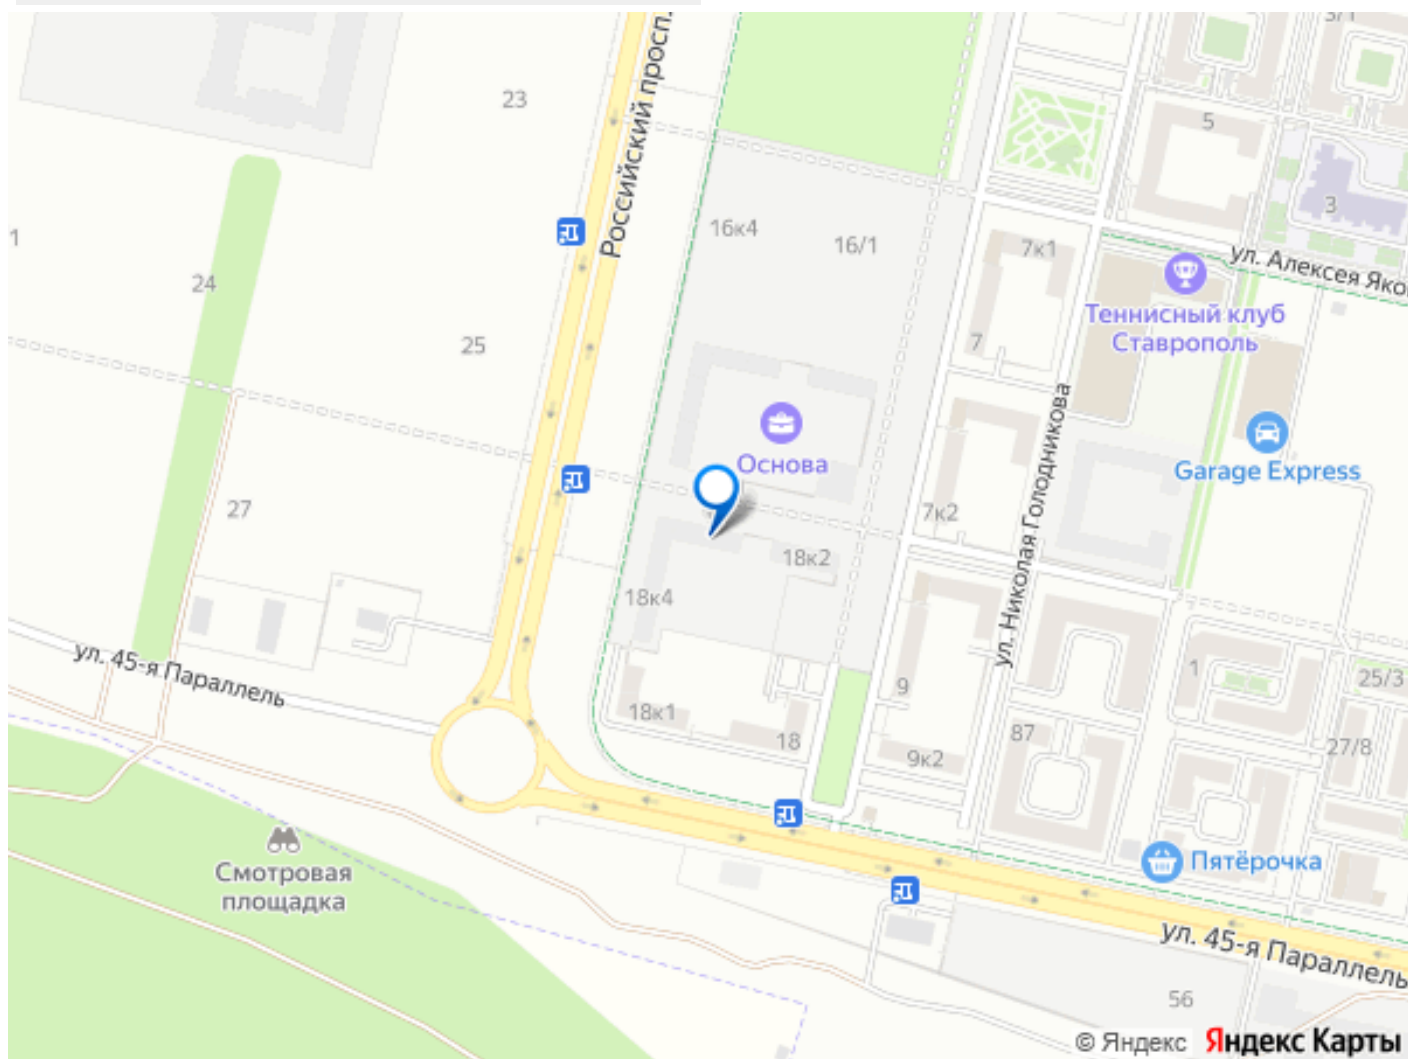 3/1
23
Российский просп.
5
3
16к4
16/1
7к1
1
ул. Алексея Яко
24
Теннисный клуб
Ставрополь
25
7
Основа
Garage Express
27
7к2
ул. Николая Голодникова
18к2
18к4
ул. 45-я Параллель
1
25/3
9
18к1
18
87
27/8
9к2
Смотровая
площадка
Пятёрочка
ул. 45-я Параллель
56
© Яндекс Яндекс Карты